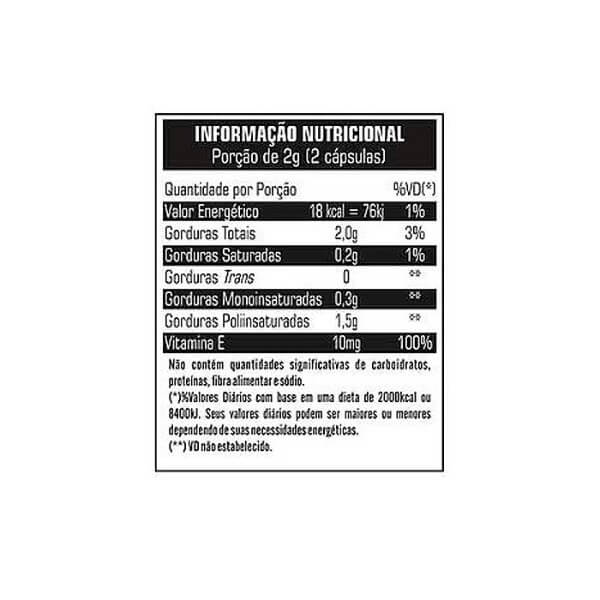 INFORMAÇÃO NUTRICIONAL
Porção de 2g (2 cápsulas)
Quantidade por Porção %VD(*)
Valor Energético 18 kcal = 76kj 1%
Gorduras Totais 2,0g 3%
Gorduras Saturadas 0,2g 1%
Gorduras Trans 0 **
Gorduras Monoinsaturadas 0,3g **
Gorduras Poliinsaturadas 1,5g **
Vitamina E 10mg 100%
Não contém quantidades significativas de carboidratos,
proteínas, fibra alimentar e sódio.
(*)%Valores Diários com base em uma dieta de 2000kcal ou
8400kJ. Seus valores diários podem ser maiores ou menores
dependendo de suas necessidades energéticas.
(**) VD não estabelecido.